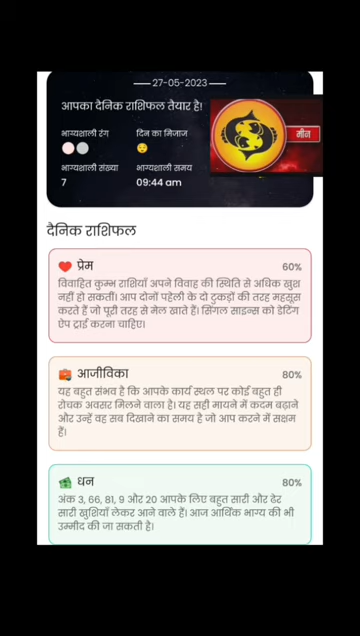 27-05-2023
आपका दैनिक राशिफल तैयार है!
मीन
भाग्यशाली रंग
दिन का मिजाज
भाग्यशाली संख्या
भाग्यशाली समय
7
09:44 am
दैनिक राशिफल
प्रेम
60%
विवाहित कुम्भ राशियाँ अपने विवाह की स्थिति से अधिक खुश
नहीं हो सकतीं। आप दोनों पहेली के दो टुकड़ों की तरह महसूस
करते हैं जो पूरी तरह से मेल खाते हैं। सिंगल साइन्स को डेटिंग
ऐप ट्राई करना चाहिए।
आजीविका
80%
यह बहुत संभव है कि आपके कार्य स्थल पर कोई बहुत ही
रोचक अवसर मिलने वाला है। यह सही मायने में कदम बढ़ाने
और उन्हें वह सब दिखाने का समय है जो आप करने में सक्षम
हैं।
धन
80%
अंक 3, 66, 81, 9 और 20 आपके लिए बहुत सारी और ढेर
सारी खुशियाँ लेकर आने वाले हैं। आज आर्थिक भाग्य की भी
उम्मीद की जा सकती है।